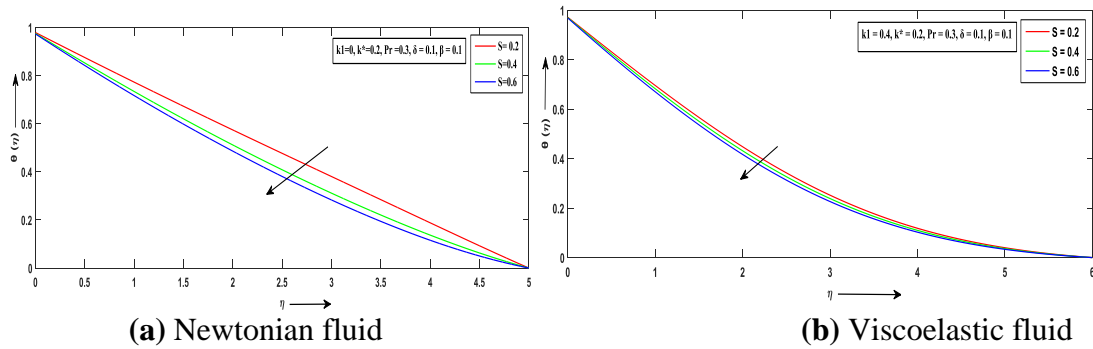 k1=0, k*=0.2, Pr =0.3, δ = 0.1, β = 0.1
S= 0.2
S=0.4
S=0.6
1
0.8
0.6
0.4
0.2
0
θ (η)
0 0.5 1 1.5 2 2.5 3 3.5 4 4.5 5
η
(a) Newtonian fluid
k1 = 0.4, k* = 0.2, Pr = 0.3, δ = 0.1, β = 0.1
S = 0.2
S = 0.4
S = 0.6
1
0.8
0.6
0.4
0.2
0
θ (η)
0 1 2 3 4 5 6
η
(b) Viscoelastic fluid